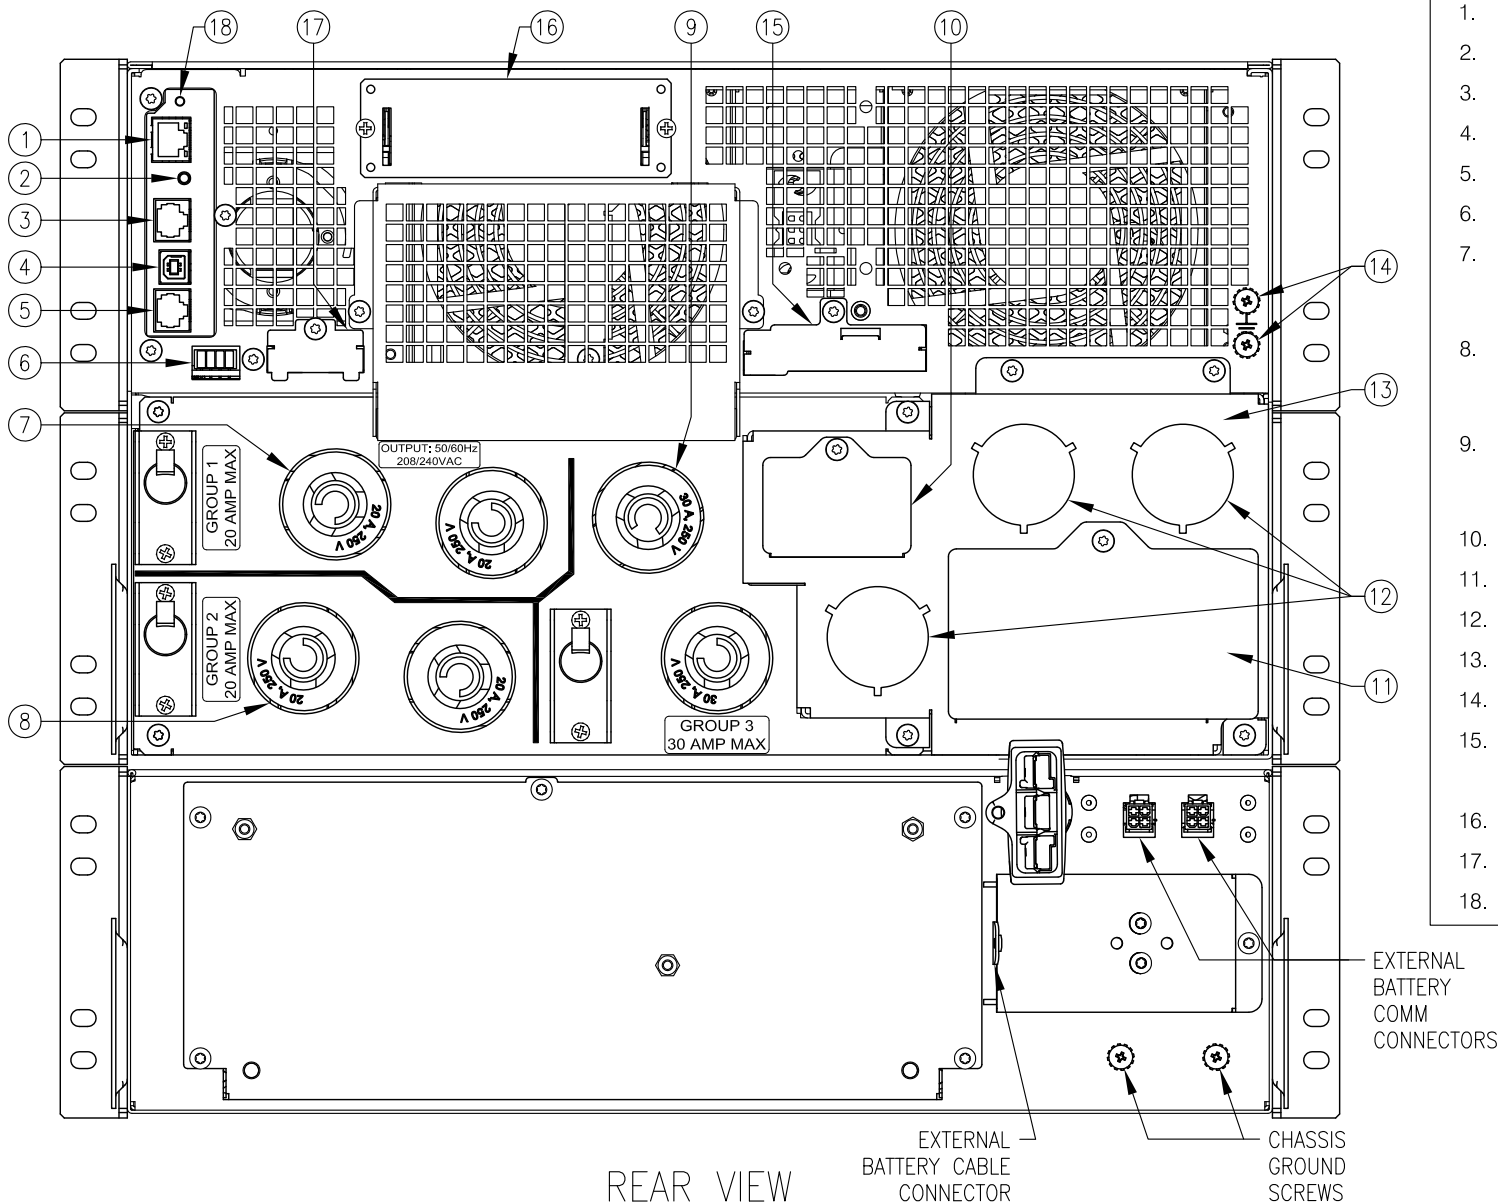 18
17
16
9
15
10
1
2
3
4
5
6
7
8
14
13
12
11
OUTPUT: 50/60Hz
208/240VAC
GROUP 1
20 AMP MAX
20 A, 250 V
20 A, 250 V
30 A, 250 V
GROUP 2
20 AMP MAX
20 A, 250 V
20 A, 250 V
30 A, 250 V
GROUP 3
30 AMP MAX
EXTERNAL
BATTERY
COMM
CONNECTORS
EXTERNAL
BATTERY CABLE
CONNECTOR
CHASSIS
GROUND
SCREWS
REAR VIEW
1.
2.
3.
4.
5.
6.
7.
8.
9.
10.
11.
12.
13.
14.
15.
16.
17.
18.